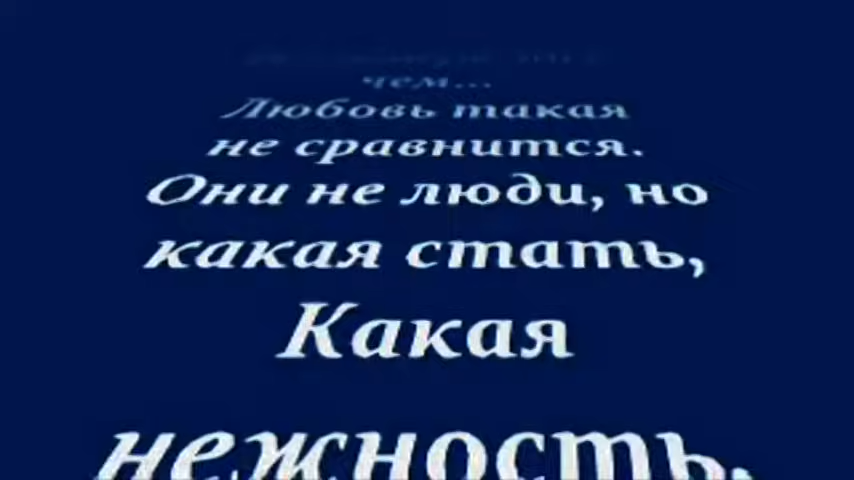 чем...
Любовь такая
не сравнится.
Они не люди, но
какая стать,
Какая
нежность,